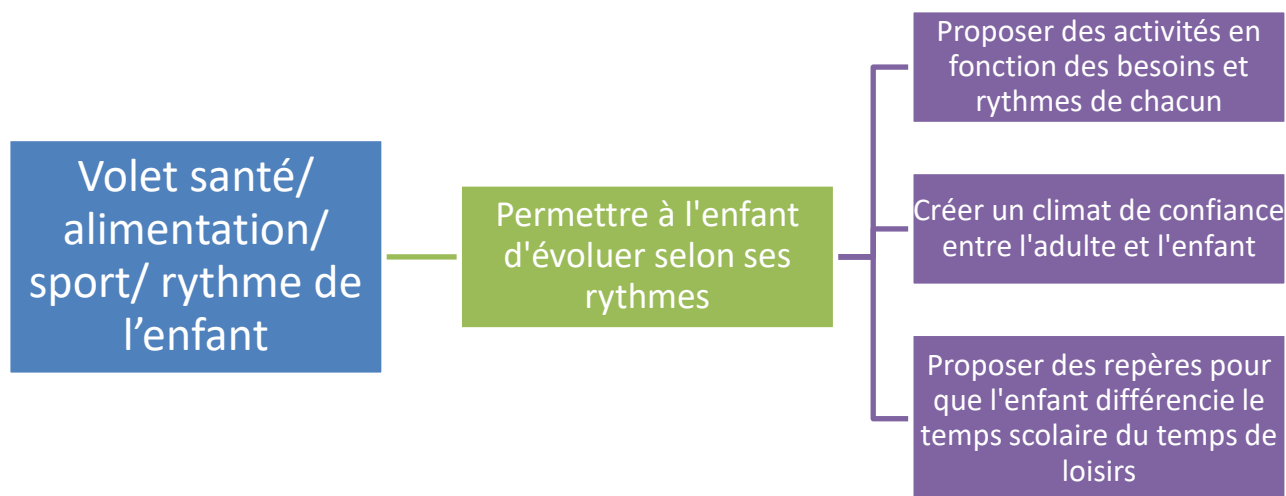 Volet santé/
alimentation/
sport/ rythme de
l’enfant
Permettre à l'enfant
d'évoluer selon ses
rythmes
Proposer des activités en
fonction des besoins et
rythmes de chacun
Créer un climat de confiance
entre l'adulte et l'enfant
Proposer des repères pour
que l'enfant différencie le
temps scolaire du temps de
loisirs